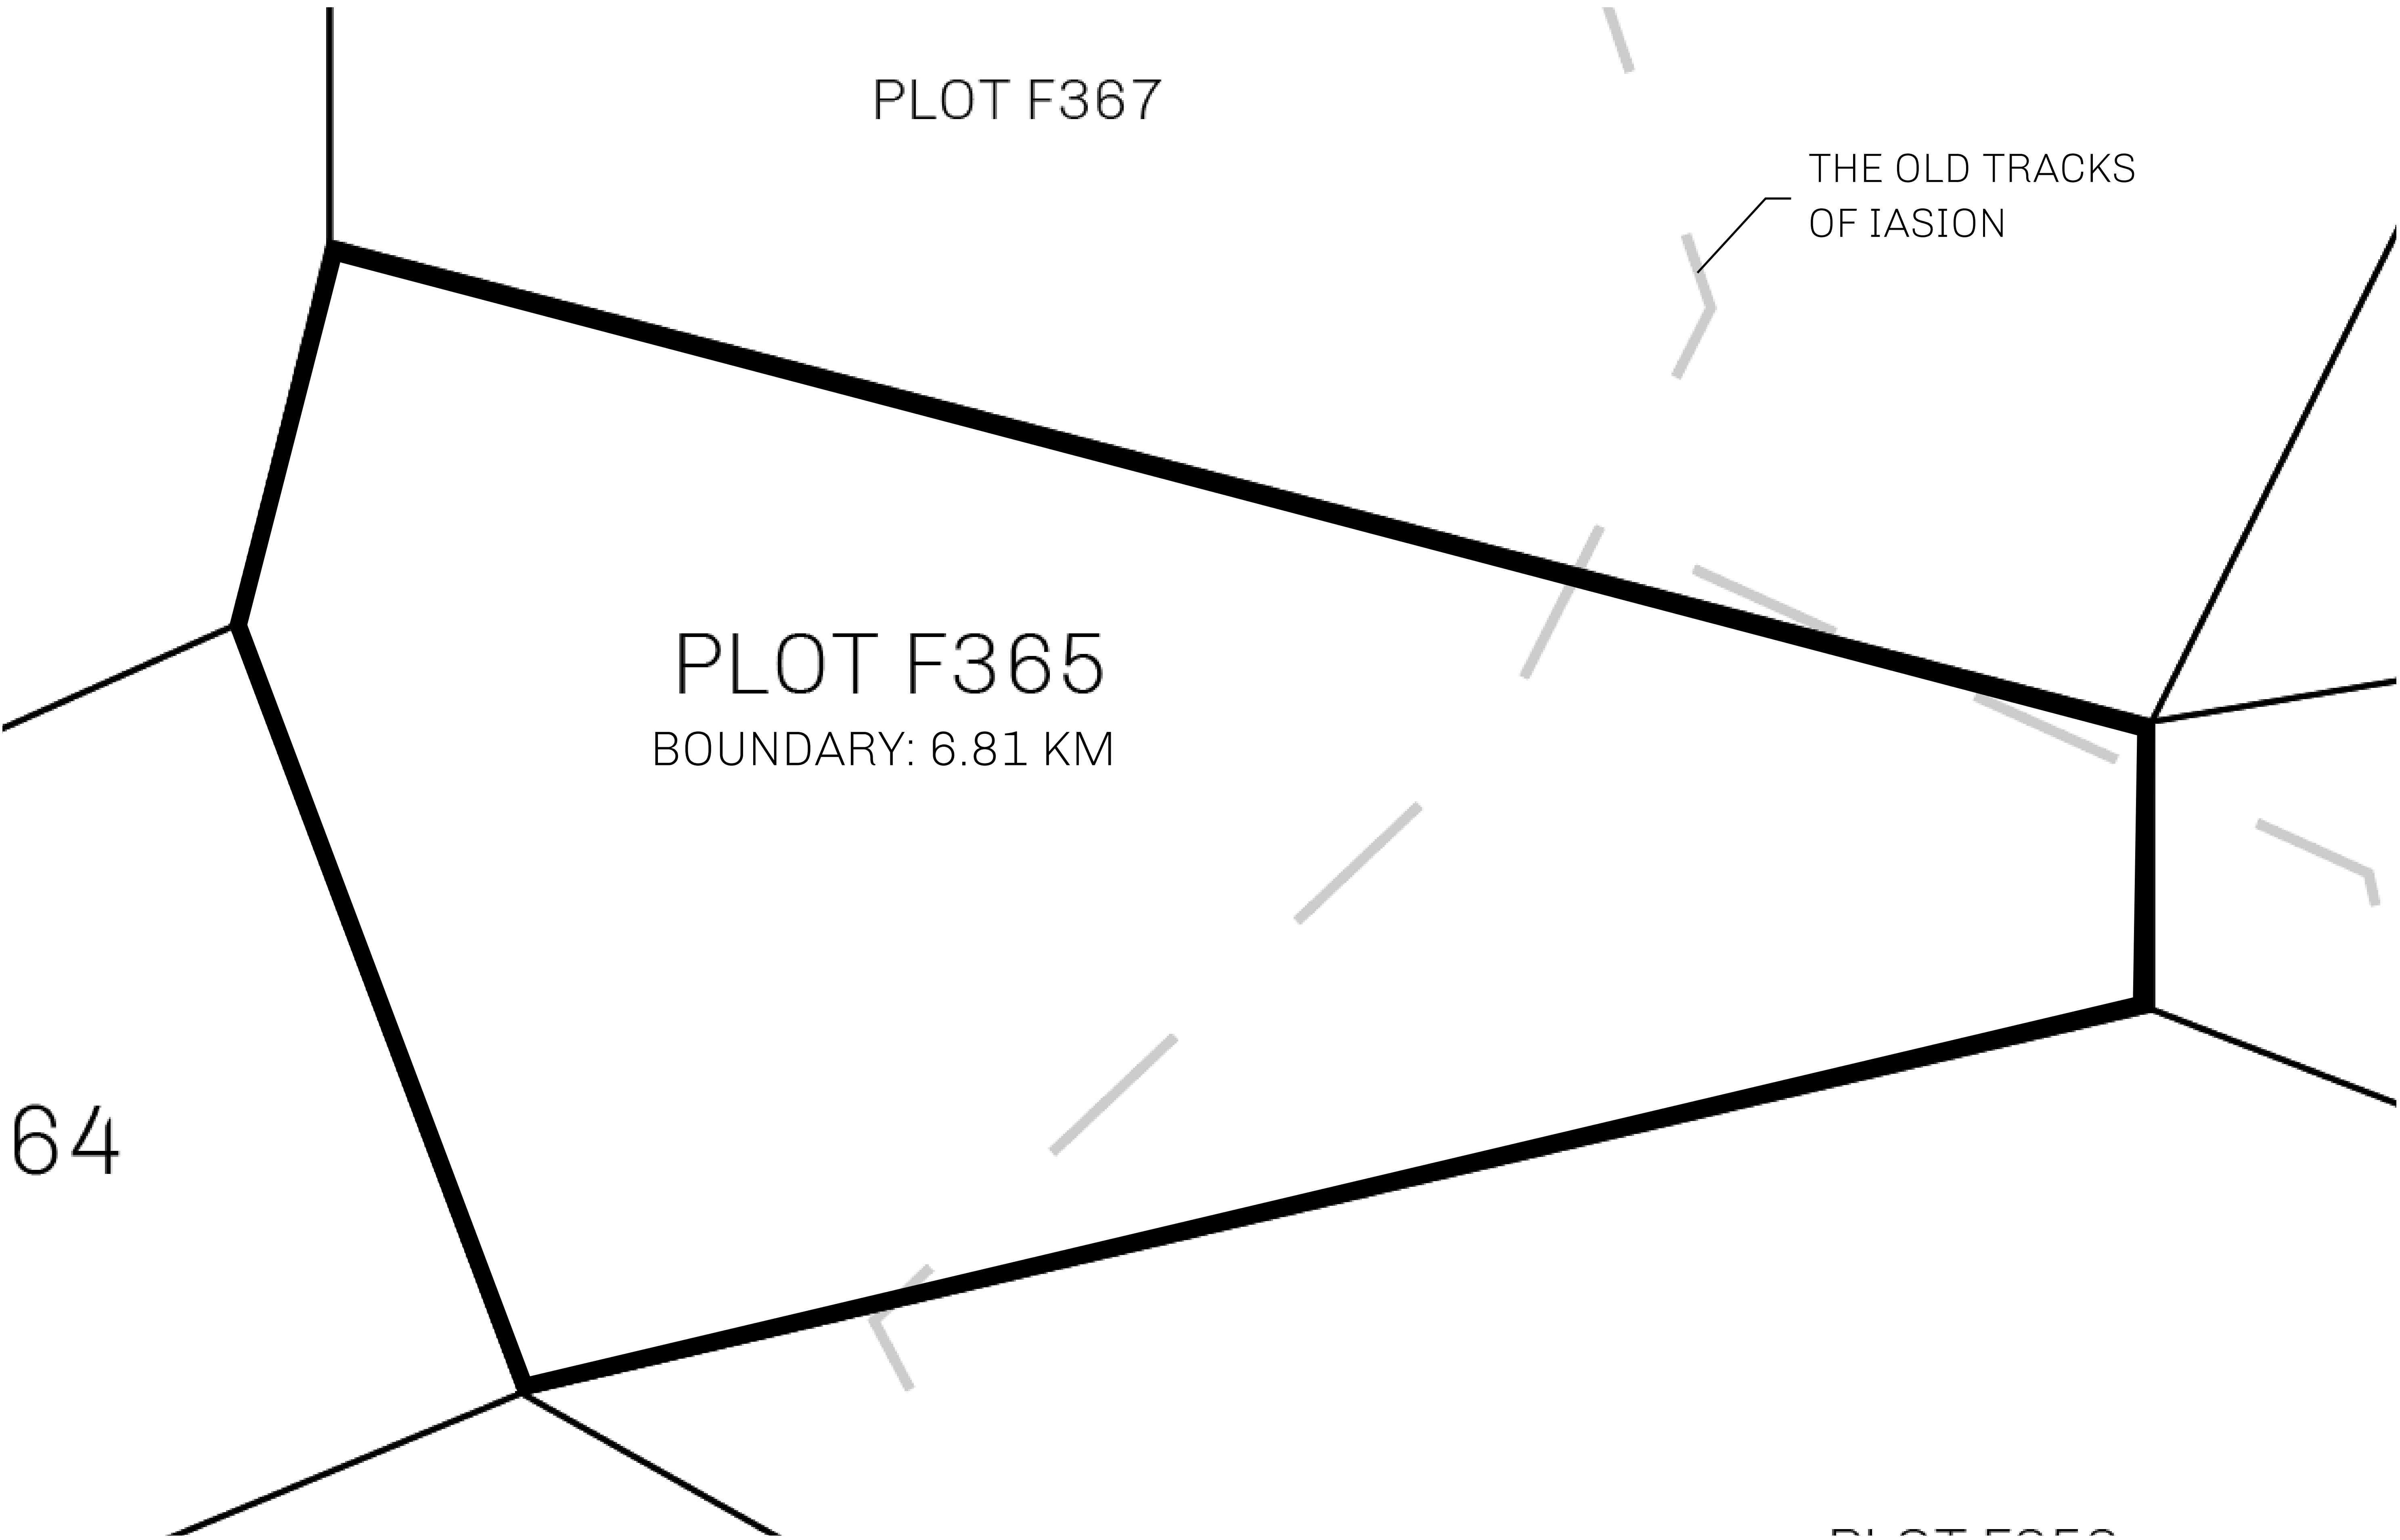 PLOT F367
THE OLD TRACKS
OF IASION
PLOT F365
BOUNDARY: 6.81 KM
64